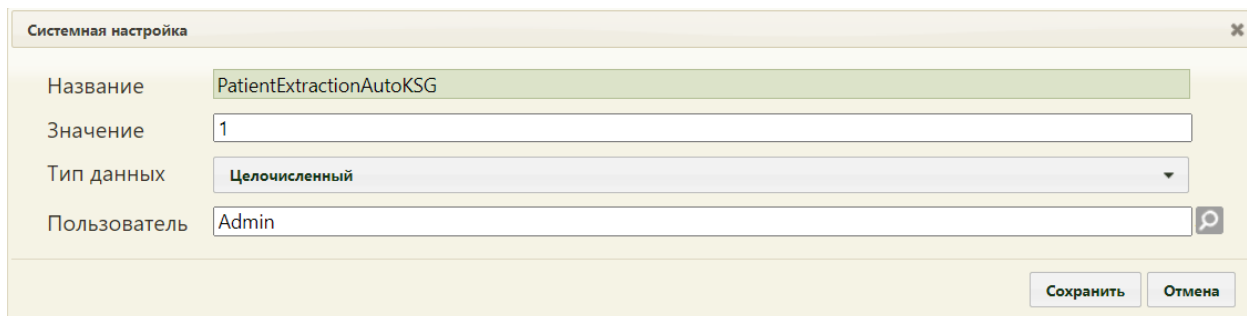 Системная настройка
Название PatientExtractionAutoKSG
Значение 1
Тип данных Целочисленный
Пользователь Admin
Сохранить Отмена